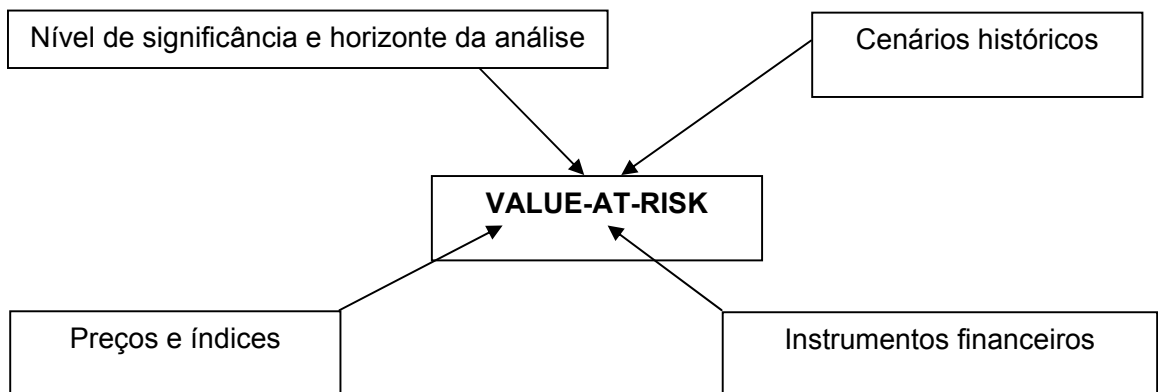 Nível de significância e horizonte da análise
Cenários históricos
VALUE-AT-RISK
Preços e índices
Instrumentos financeiros